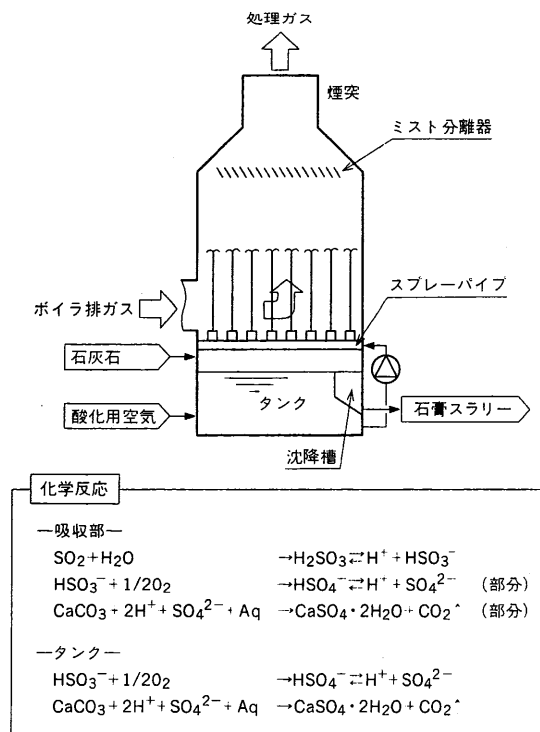 処理ガス
煙突
ミスト分離器
スプレーパイプ
ボイラ排ガス
石灰石
タンク
酸化用空気
石膏スラリー
沈降槽
化学反応
―吸収部―
SO₂+H₂O →H₂SO₃⇄H⁺+HSO₃⁻
HSO₃⁻+1/2O₂ →HSO₄⁻⇄H⁺+SO₄²⁻ (部分)
CaCO₃+2H⁺+SO₄²⁻+Aq →CaSO₄・2H₂O+CO₂↑ (部分)
―タンク―
HSO₃⁻+1/2O₂ →HSO₄⁻⇄H⁺+SO₄²⁻
CaCO₃+2H⁺+SO₄²⁻+Aq →CaSO₄・2H₂O+CO₂↑